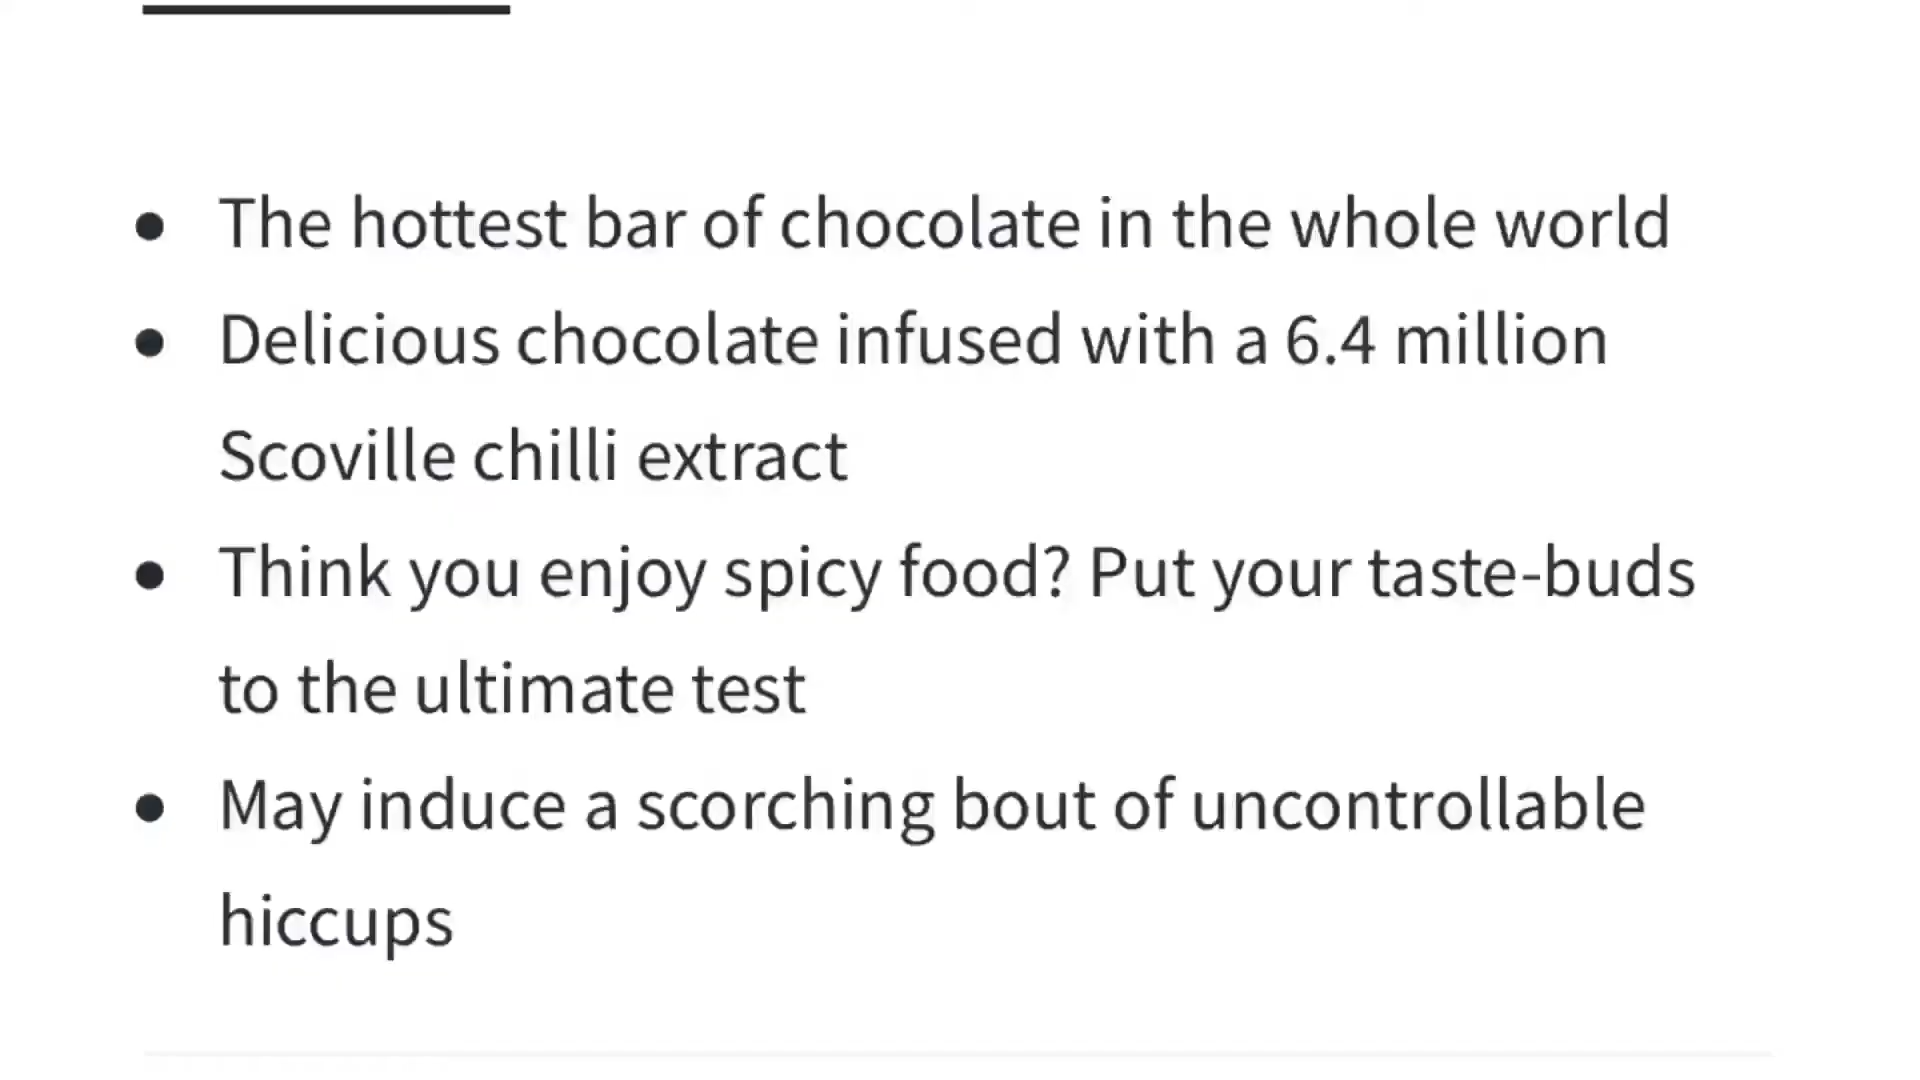 • The hottest bar of chocolate in the whole world
• Delicious chocolate infused with a 6.4 million
Scoville chilli extract
• Think you enjoy spicy food? Put your taste-buds
to the ultimate test
• May induce a scorching bout of uncontrollable
hiccups